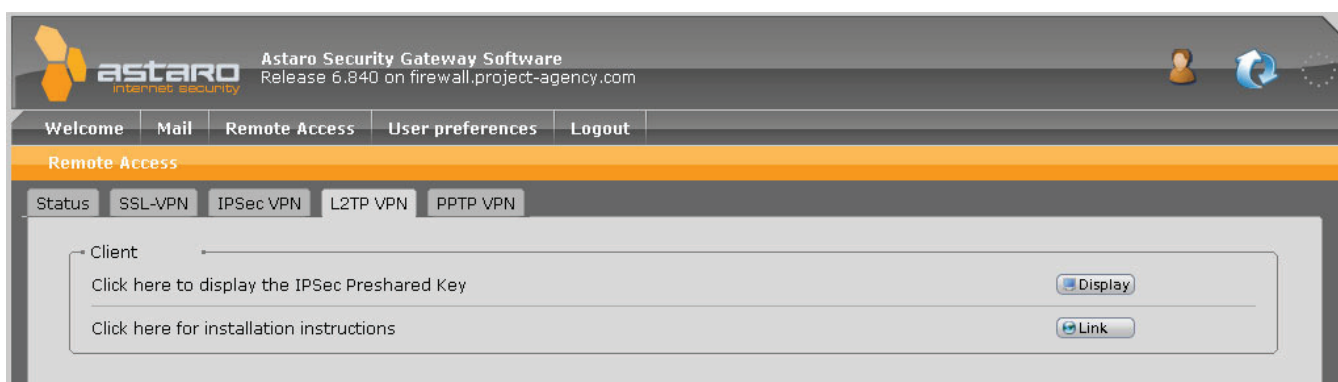 astaro
internet security
Astaro Security Gateway Software
Release 6.840 on firewall.project-agency.com
Welcome Mail Remote Access User preferences Logout
Remote Access
Status SSL-VPN IPSec VPN L2TP VPN PPTP VPN
Client
Click here to display the IPSec Preshared Key Display
Click here for installation instructions Link